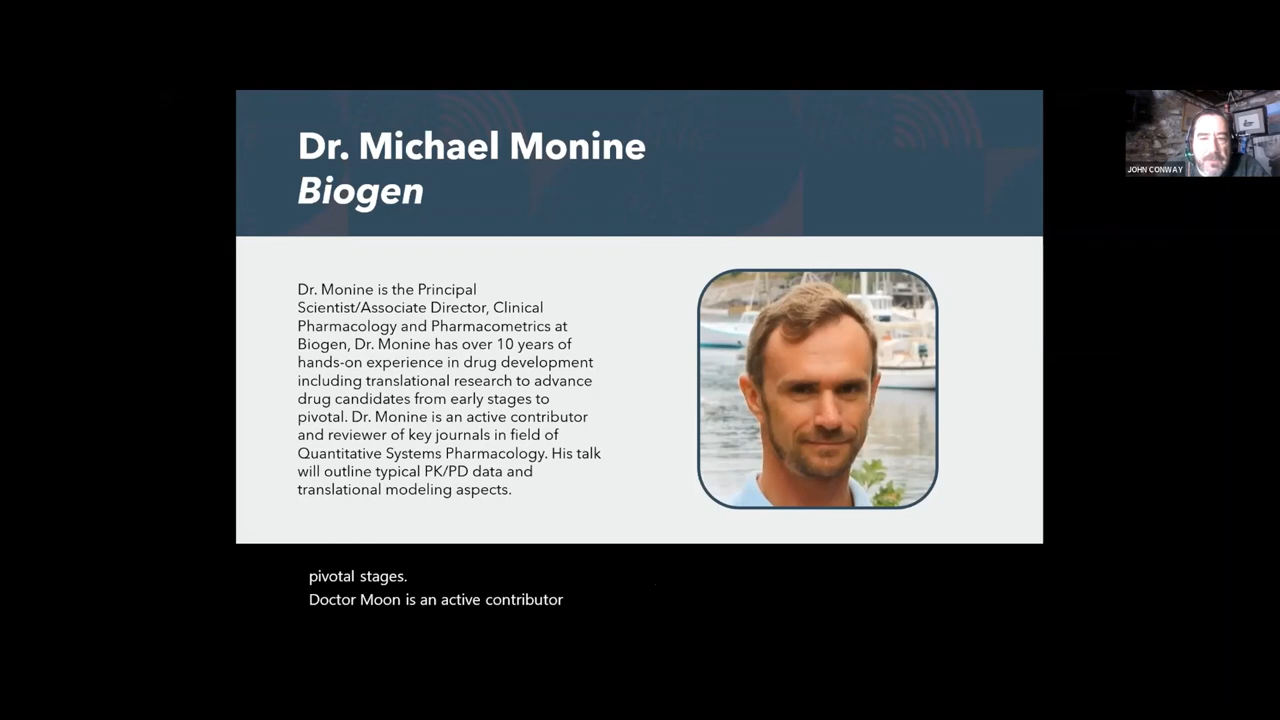 Dr. Michael Monine
Biogen
Dr. Monine is the Principal
Scientist/Associate Director, Clinical
Pharmacology and Pharmacometrics at
Biogen, Dr. Monine has over 10 years of
hands-on experience in drug development
including translational research to advance
drug candidates from early stages to
pivotal. Dr. Monine is an active contributor
and reviewer of key journals in field of
Quantitative Systems Pharmacology. His talk
will outline typical PK/PD data and
translational modeling aspects.
JOHN CONWAY
pivotal stages.
Doctor Moon is an active contributor